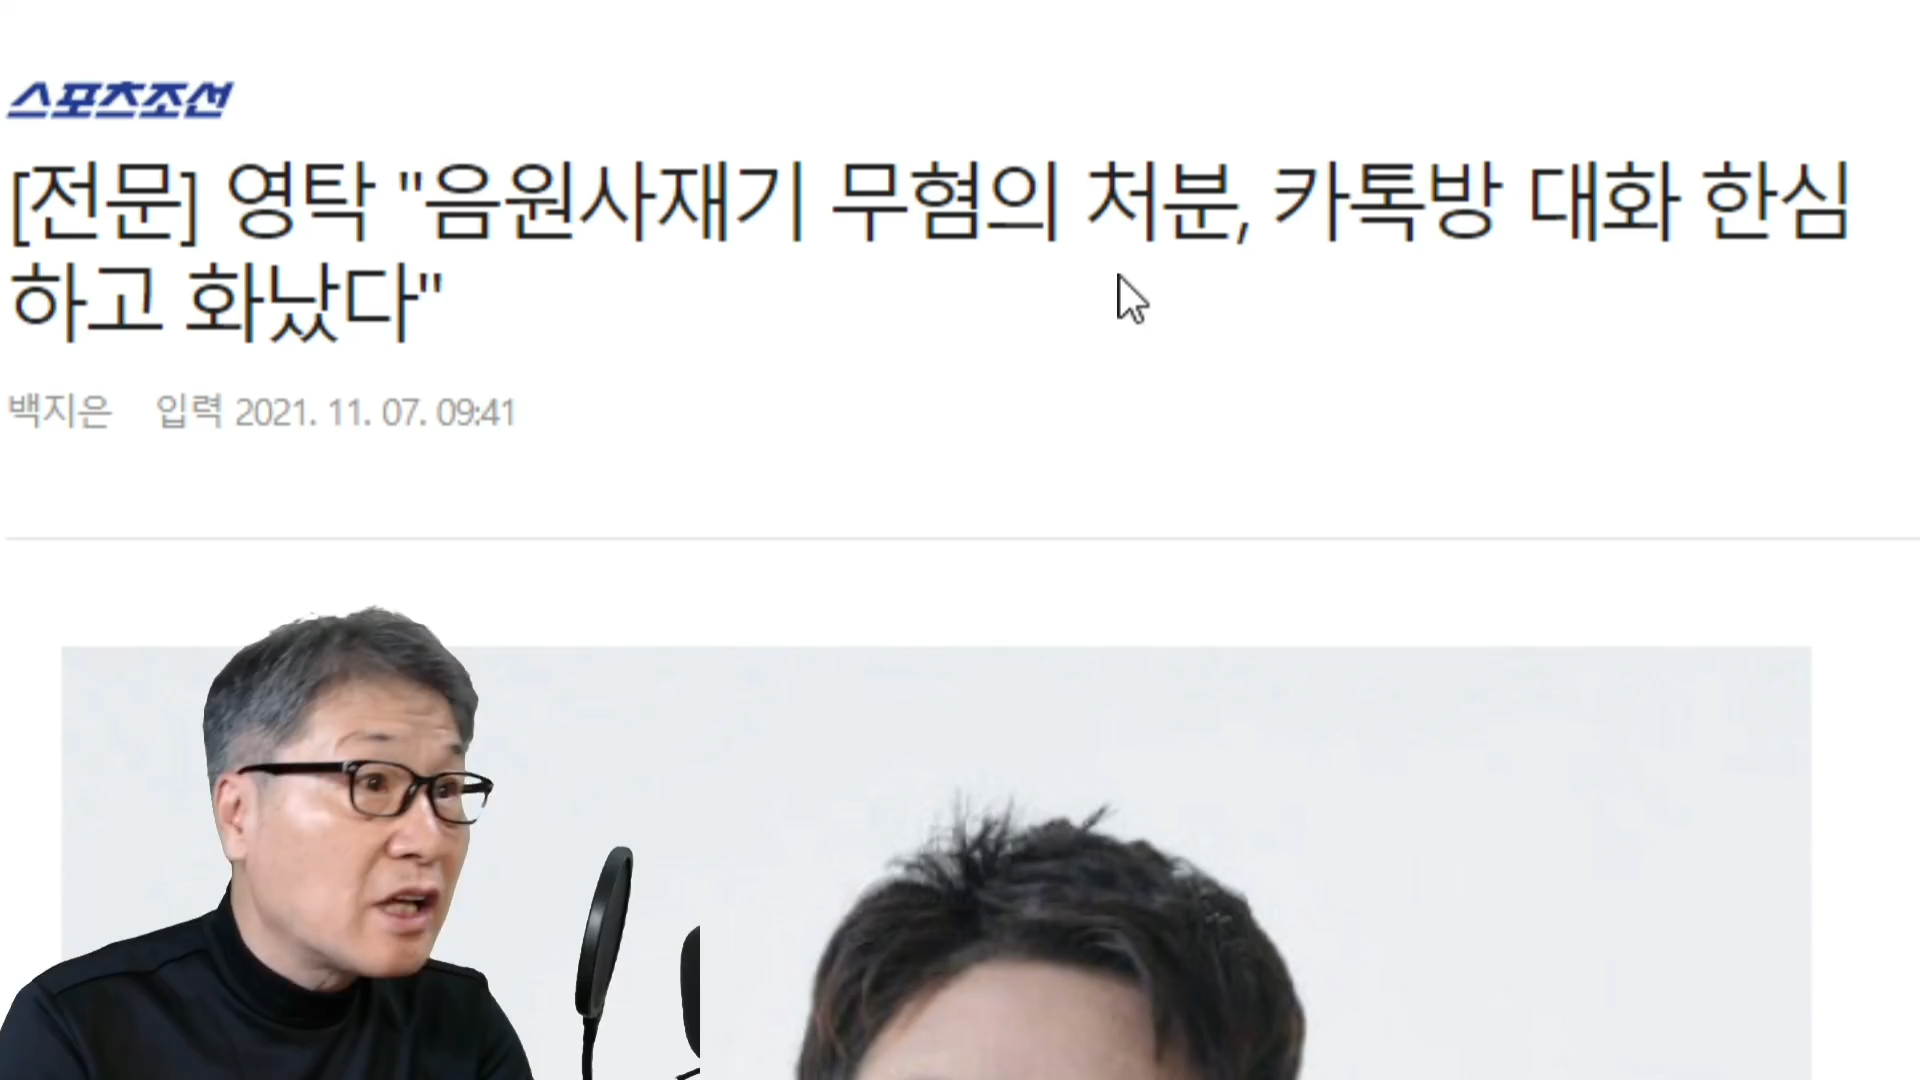 스포츠조선
[전문] 영탁 "음원사재기 무혐의 처분, 카톡방 대화 한심
하고 화났다"
백지은 입력 2021. 11. 07. 09:41